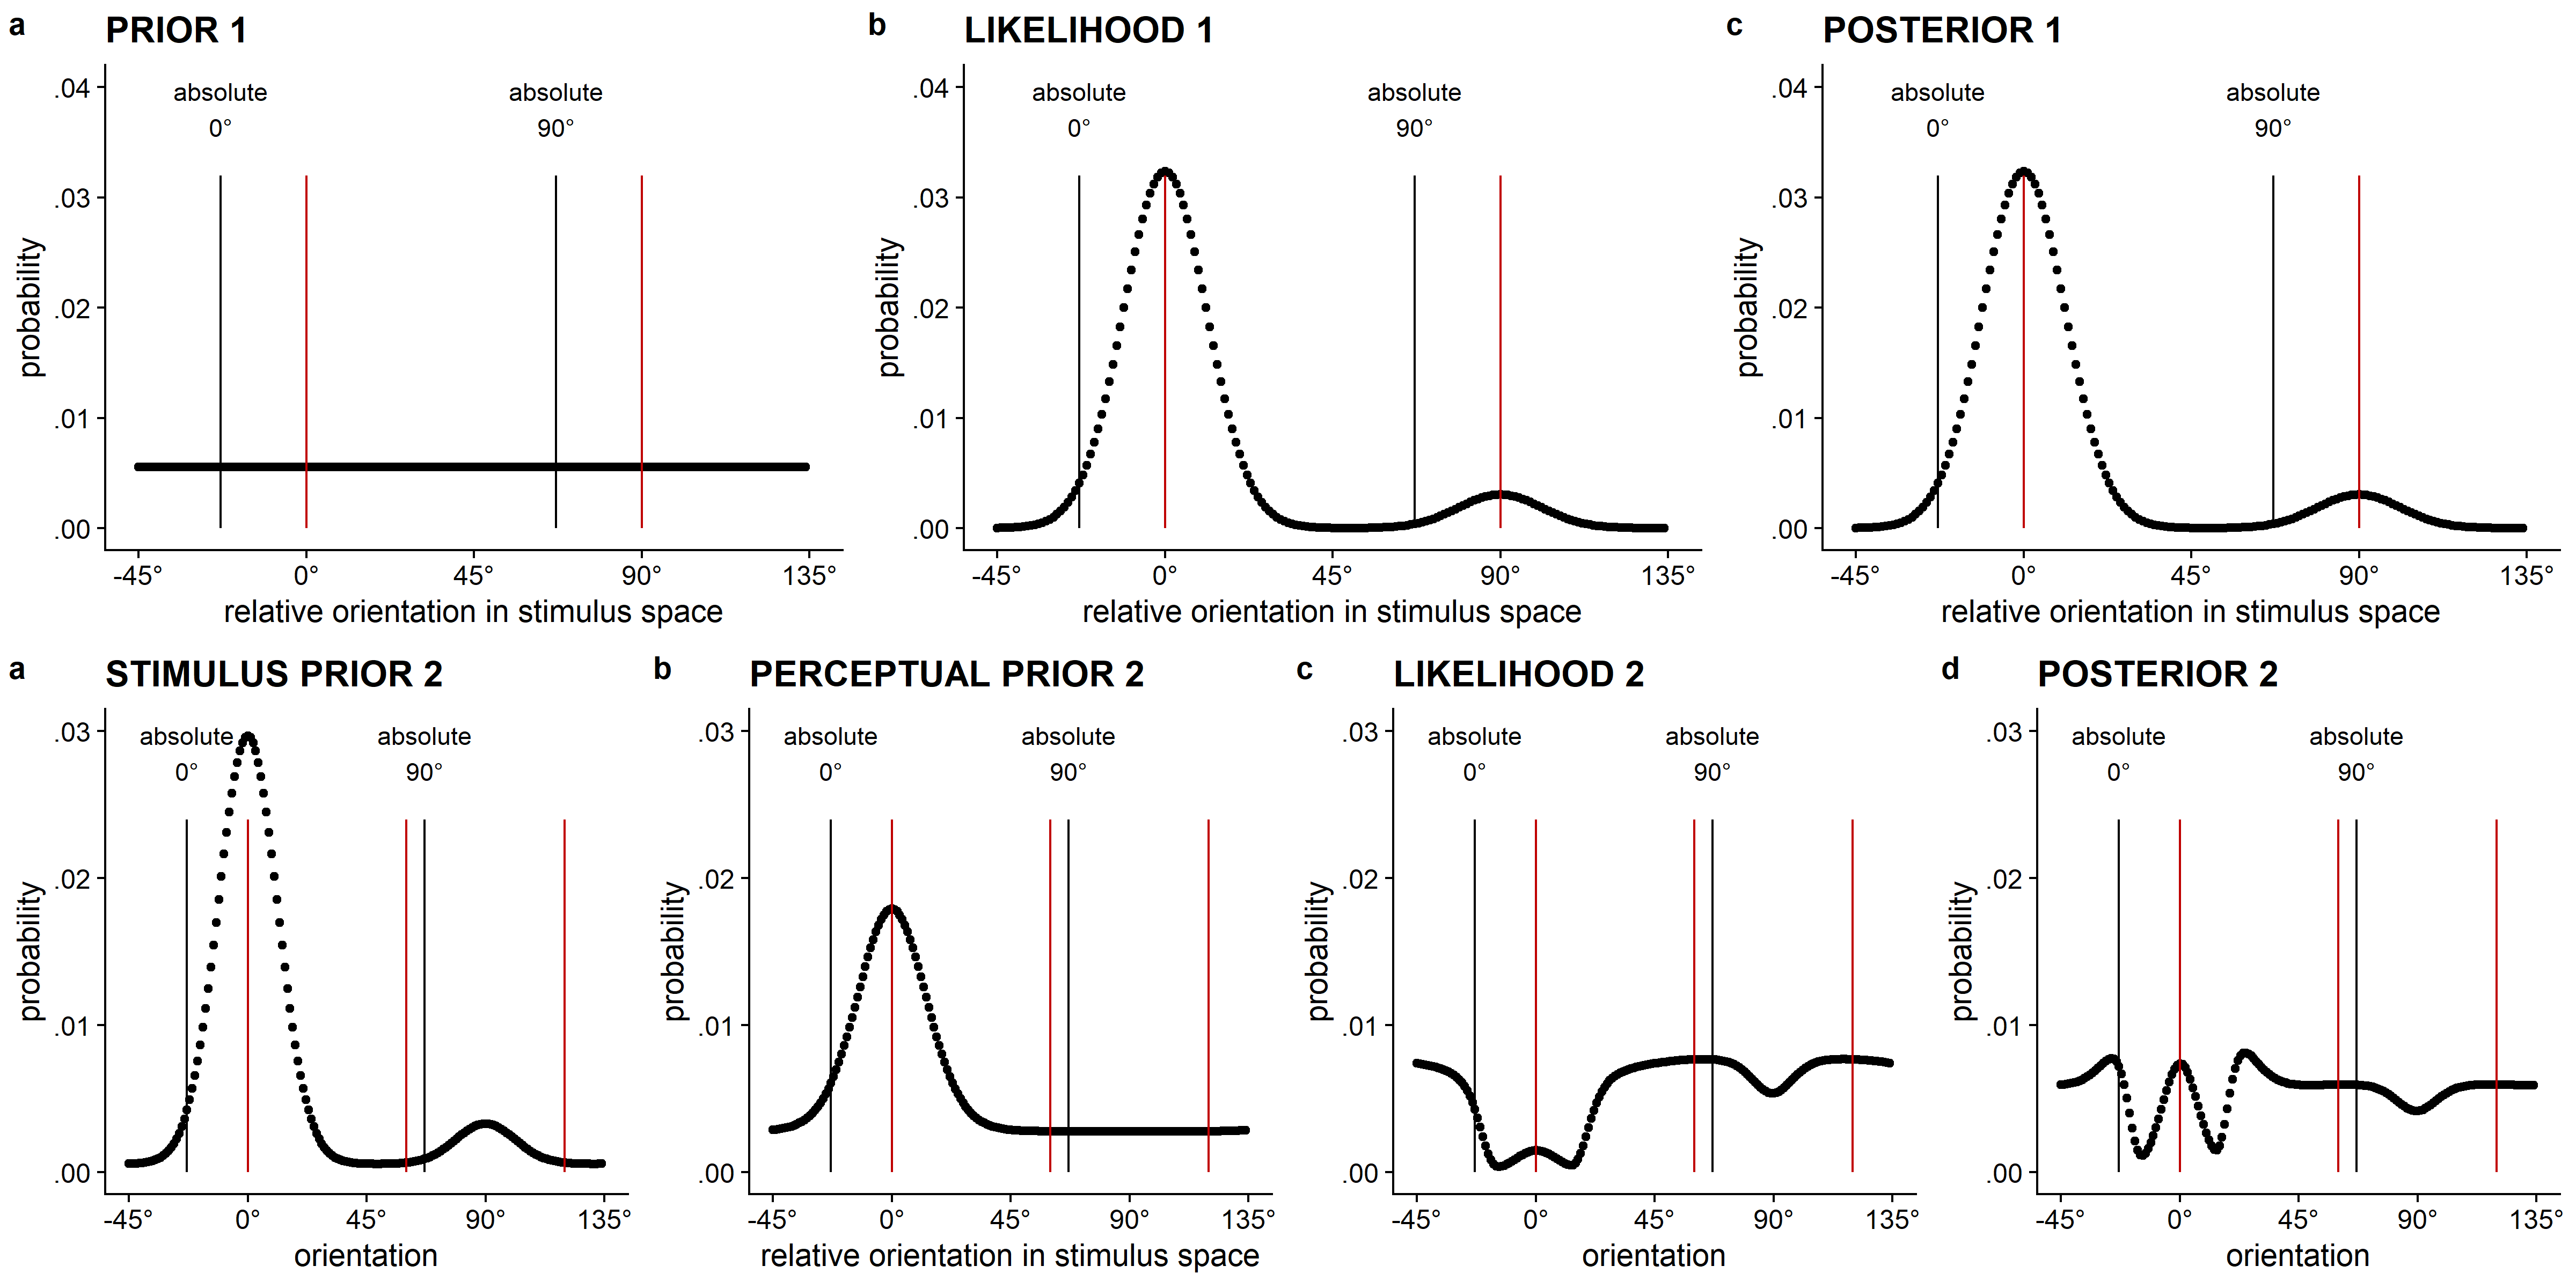 a PRIOR 1
absolute 0°
absolute 90°
.04
.03
.02
.01
.00
probability
-45° 0° 45° 90° 135°
relative orientation in stimulus space
b LIKELIHOOD 1
absolute 0°
absolute 90°
.04
.03
.02
.01
.00
probability
-45° 0° 45° 90° 135°
relative orientation in stimulus space
c POSTERIOR 1
absolute 0°
absolute 90°
.04
.03
.02
.01
.00
probability
-45° 0° 45° 90° 135°
relative orientation in stimulus space
a STIMULUS PRIOR 2
absolute 0°
absolute 90°
.03
.02
.01
.00
probability
-45° 0° 45° 90° 135°
orientation
b PERCEPTUAL PRIOR 2
absolute 0°
absolute 90°
.03
.02
.01
.00
probability
-45° 0° 45° 90° 135°
relative orientation in stimulus space
c LIKELIHOOD 2
absolute 0°
absolute 90°
.03
.02
.01
.00
probability
-45° 0° 45° 90° 135°
orientation
d POSTERIOR 2
absolute 0°
absolute 90°
.03
.02
.01
.00
probability
-45° 0° 45° 90° 135°
orientation